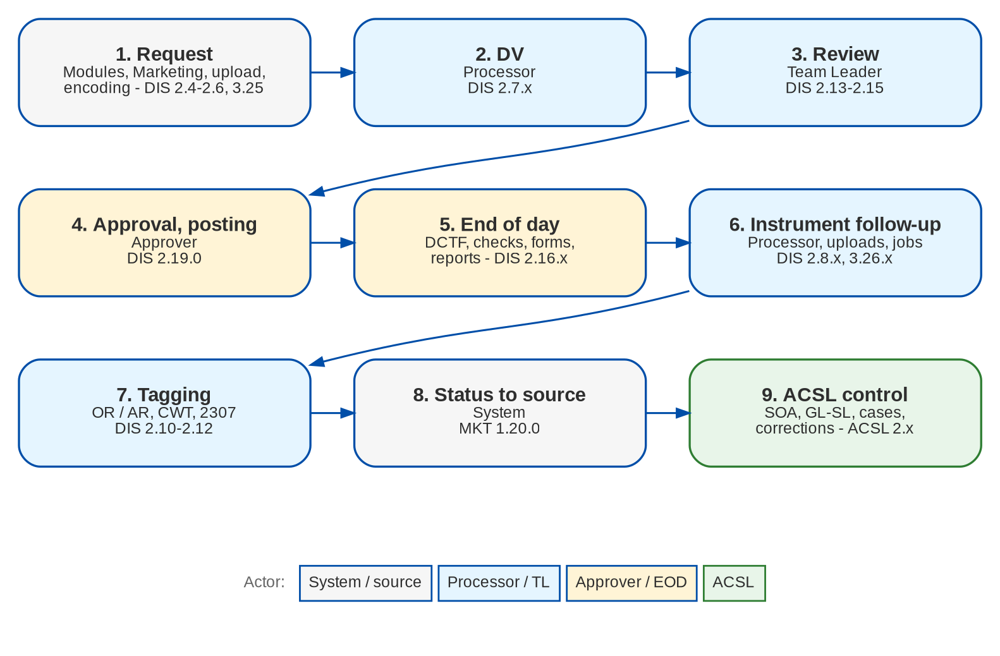 1. Request
Modules, Marketing, upload,
encoding - DIS 2.4-2.6, 3.25
2. DV
Processor
DIS 2.7.x
3. Review
Team Leader
DIS 2.13-2.15
4. Approval, posting
Approver
DIS 2.19.0
5. End of day
DCTF, checks, forms,
reports - DIS 2.16.x
6. Instrument follow-up
Processor, uploads, jobs
DIS 2.8.x, 3.26.x
7. Tagging
OR / AR, CWT, 2307
DIS 2.10-2.12
8. Status to source
System
MKT 1.20.0
9. ACSL control
SOA, GL-SL, cases,
corrections - ACSL 2.x
Actor:
System / source
Processor / TL
Approver / EOD
ACSL